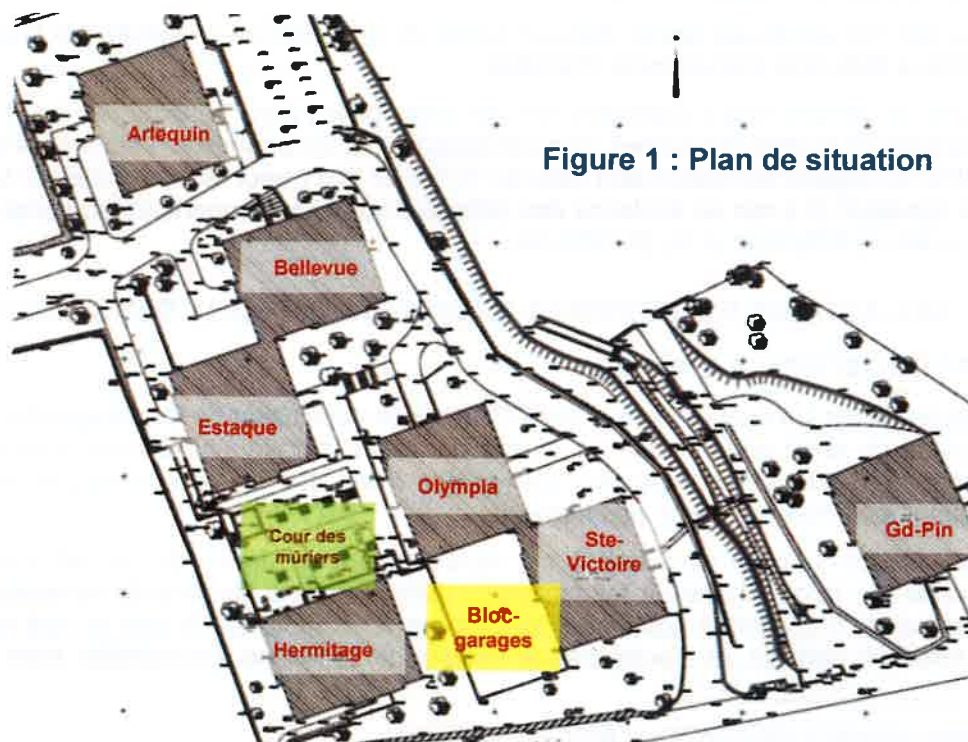 Arlequin
Figure 1 : Plan de situation
Bellevue
Estaque
Olympia
Gd-Pin
Cour des
mûriers
Ste-
Victoire
Bloc-
garages
Hermitage